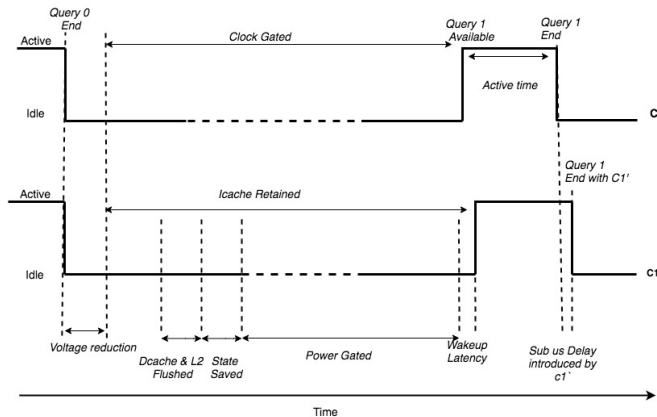 Query 0
End
Query 1
Available
Query 1
End
Clock Gated
Active
Active time
Idle
C
Query 1
End with C1'
Active
Icache Retained
Idle
C1
Voltage reduction
Dcache & L2
Flushed
State
Saved
Power Gated
Wakeup
Latency
Sub us Delay
introduced by
c1`
Time